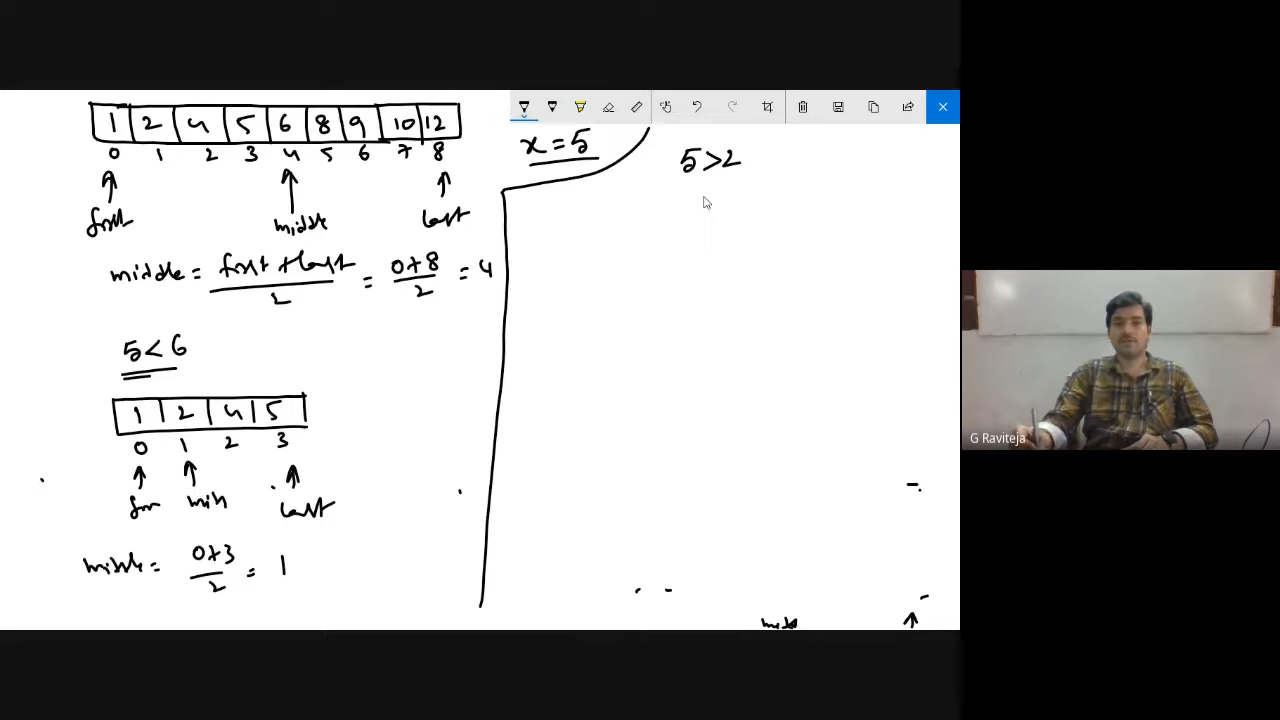 1 2 4 5 6 8 9 10 12
0 1 2 3 4 5 6 7 8
first middle last
middle = first + last / 2 = 0+8 / 2 = 4
5 < 6
1 2 4 5
0 1 2 3
last
middle = 0+3 / 2 = 1
x = 5
5 > 2
G Raviteja